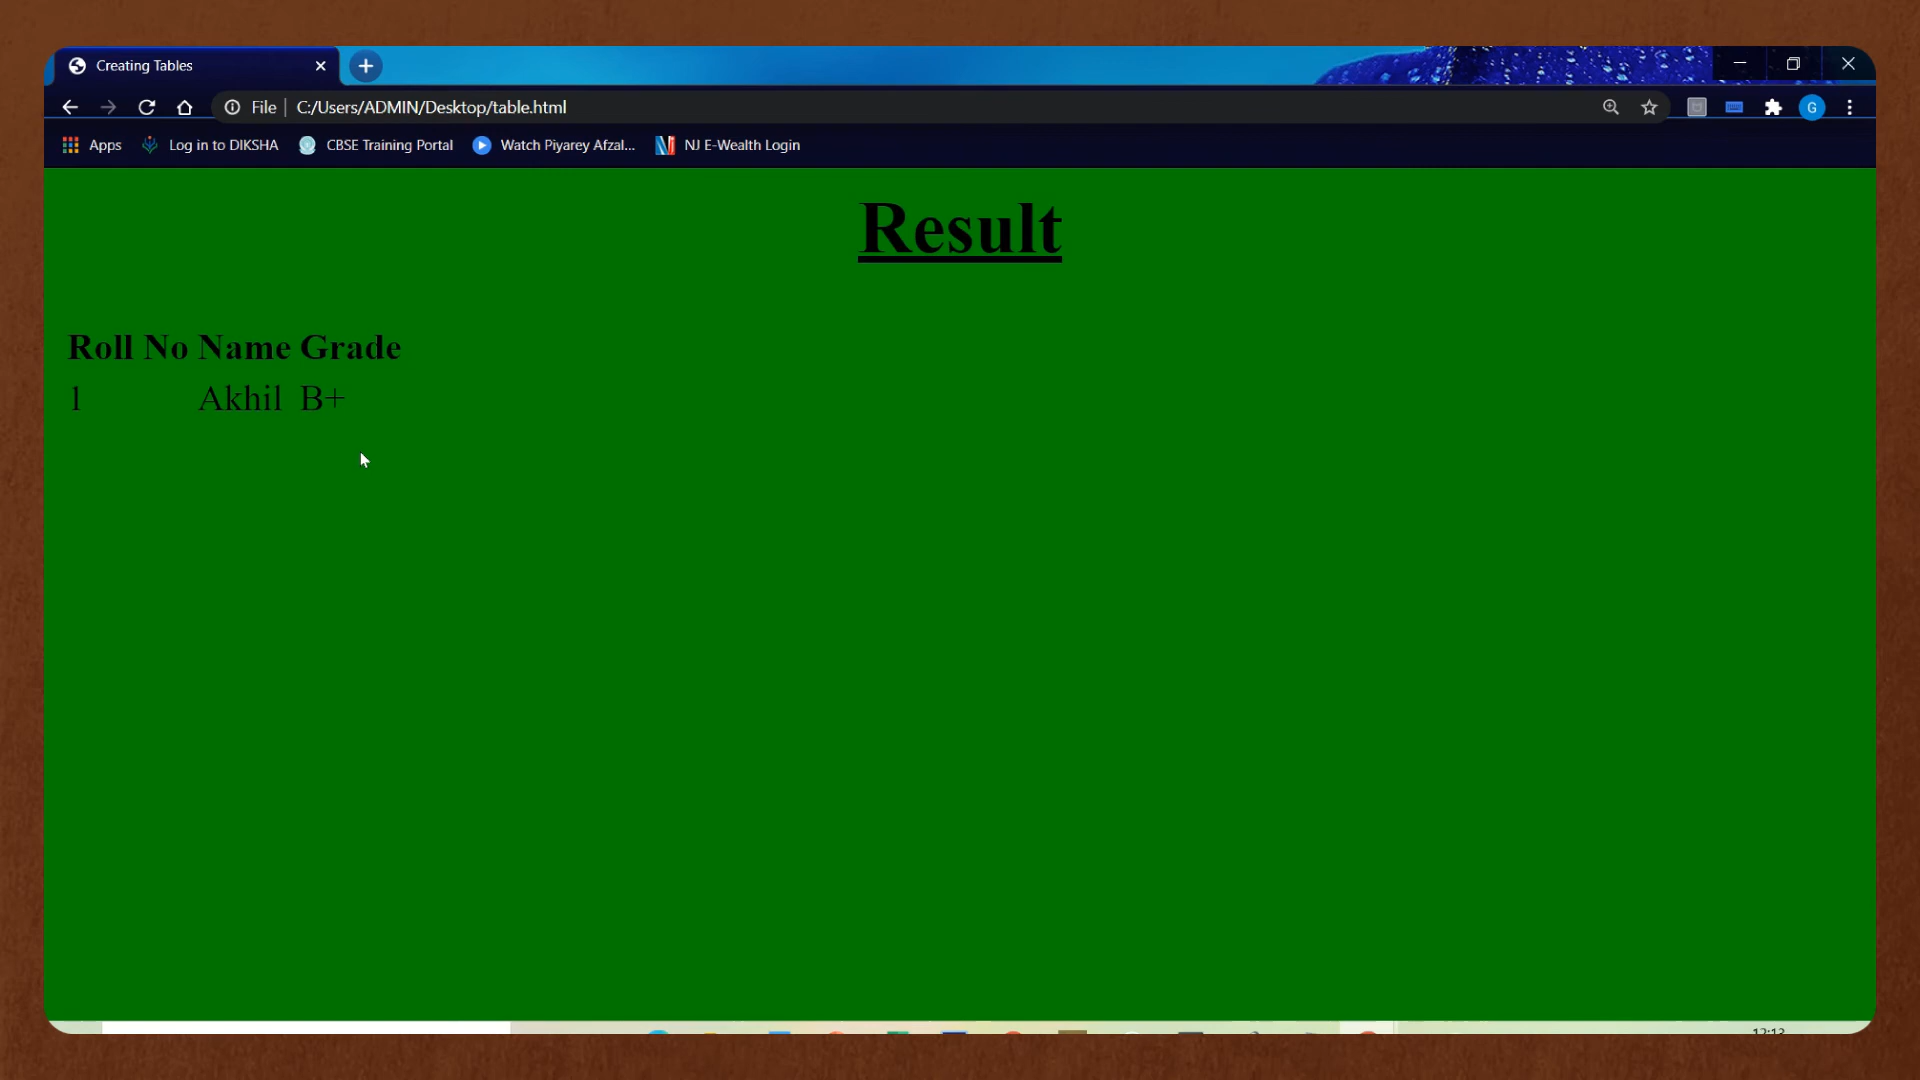 Creating Tables
File C:/Users/ADMIN/Desktop/table.html
G
Apps Log in to DIKSHA CBSE Training Portal Watch Piyarey Afzal... NJ E-Wealth Login
Result
Roll No Name Grade
1 Akhil B+